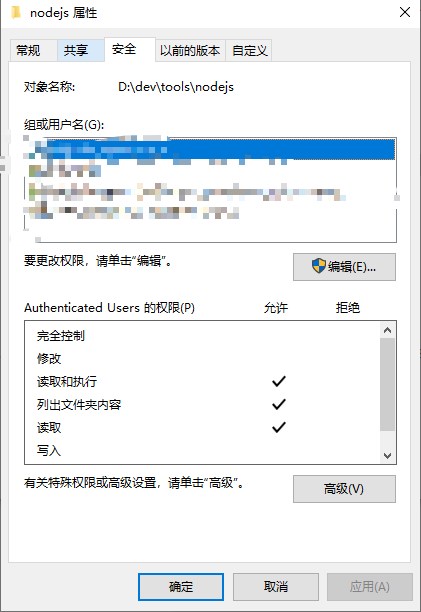 nodejs 属性
常规 共享 安全 以前的版本 自定义
对象名称: D:\dev\tools\nodejs
组或用户名(G):
要更改权限，请单击“编辑”。 编辑(E)...
Authenticated Users 的权限(P) 允许 拒绝
完全控制
修改
读取和执行
列出文件夹内容
读取
写入
有关特殊权限或高级设置，请单击“高级”。 高级(V)
确定 取消 应用(A)